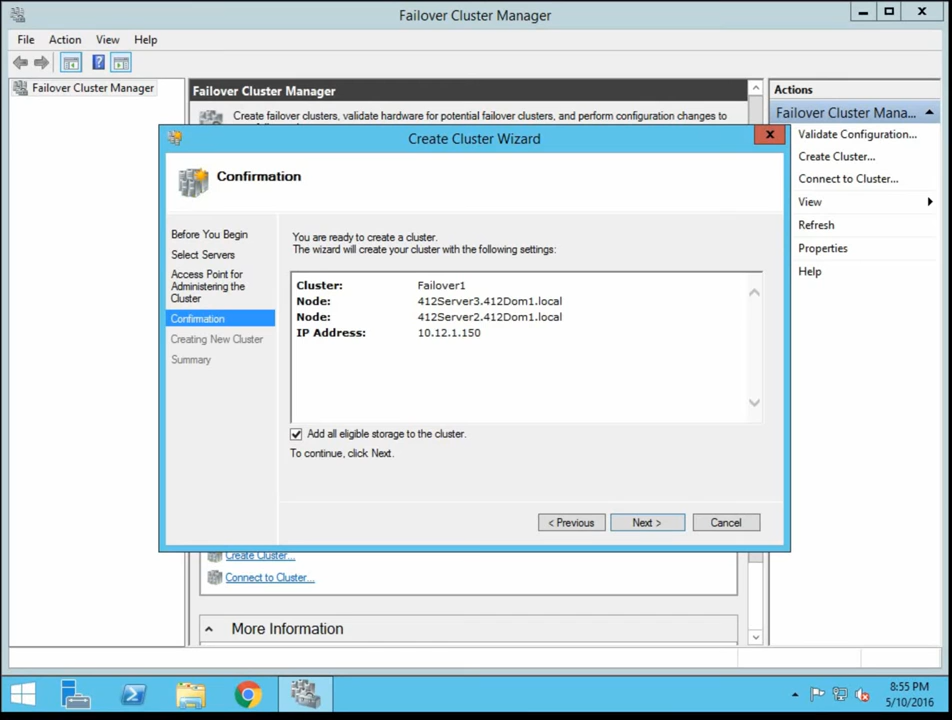 Failover Cluster Manager
File Action View Help
Failover Cluster Manager
Failover Cluster Manager
Create failover clusters, validate hardware for potential failover clusters, and perform configuration changes to
Actions
Failover Cluster Mana...
Validate Configuration...
Create Cluster...
Connect to Cluster...
View
Refresh
Properties
Help
Create Cluster Wizard
Confirmation
Before You Begin
Select Servers
Access Point for
Administering the
Cluster
Confirmation
Creating New Cluster
Summary
You are ready to create a cluster.
The wizard will create your cluster with the following settings:
Cluster: Failover1
Node: 412Server3.412Dom1.local
Node: 412Server2.412Dom1.local
IP Address: 10.12.1.150
Add all eligible storage to the cluster.
To continue, click Next.
< Previous Next > Cancel
Create Cluster...
Connect to Cluster...
More Information
8:55 PM
5/10/2016